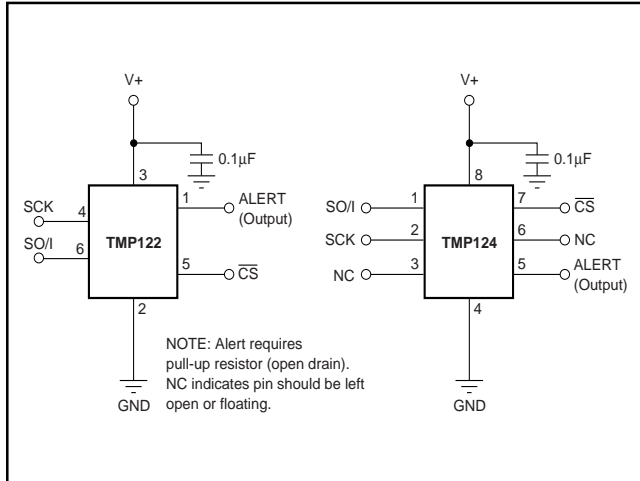 V+
0.1μF
3
SCK
4
1
ALERT
(Output)
SO/I
6
TMP122
5
CS
2
GND
V+
0.1μF
8
SO/I
1
7
CS
SCK
2
TMP124
6
NC
NC
3
5
ALERT
(Output)
4
GND
NOTE: Alert requires
pull-up resistor (open drain).
NC indicates pin should be left
open or floating.